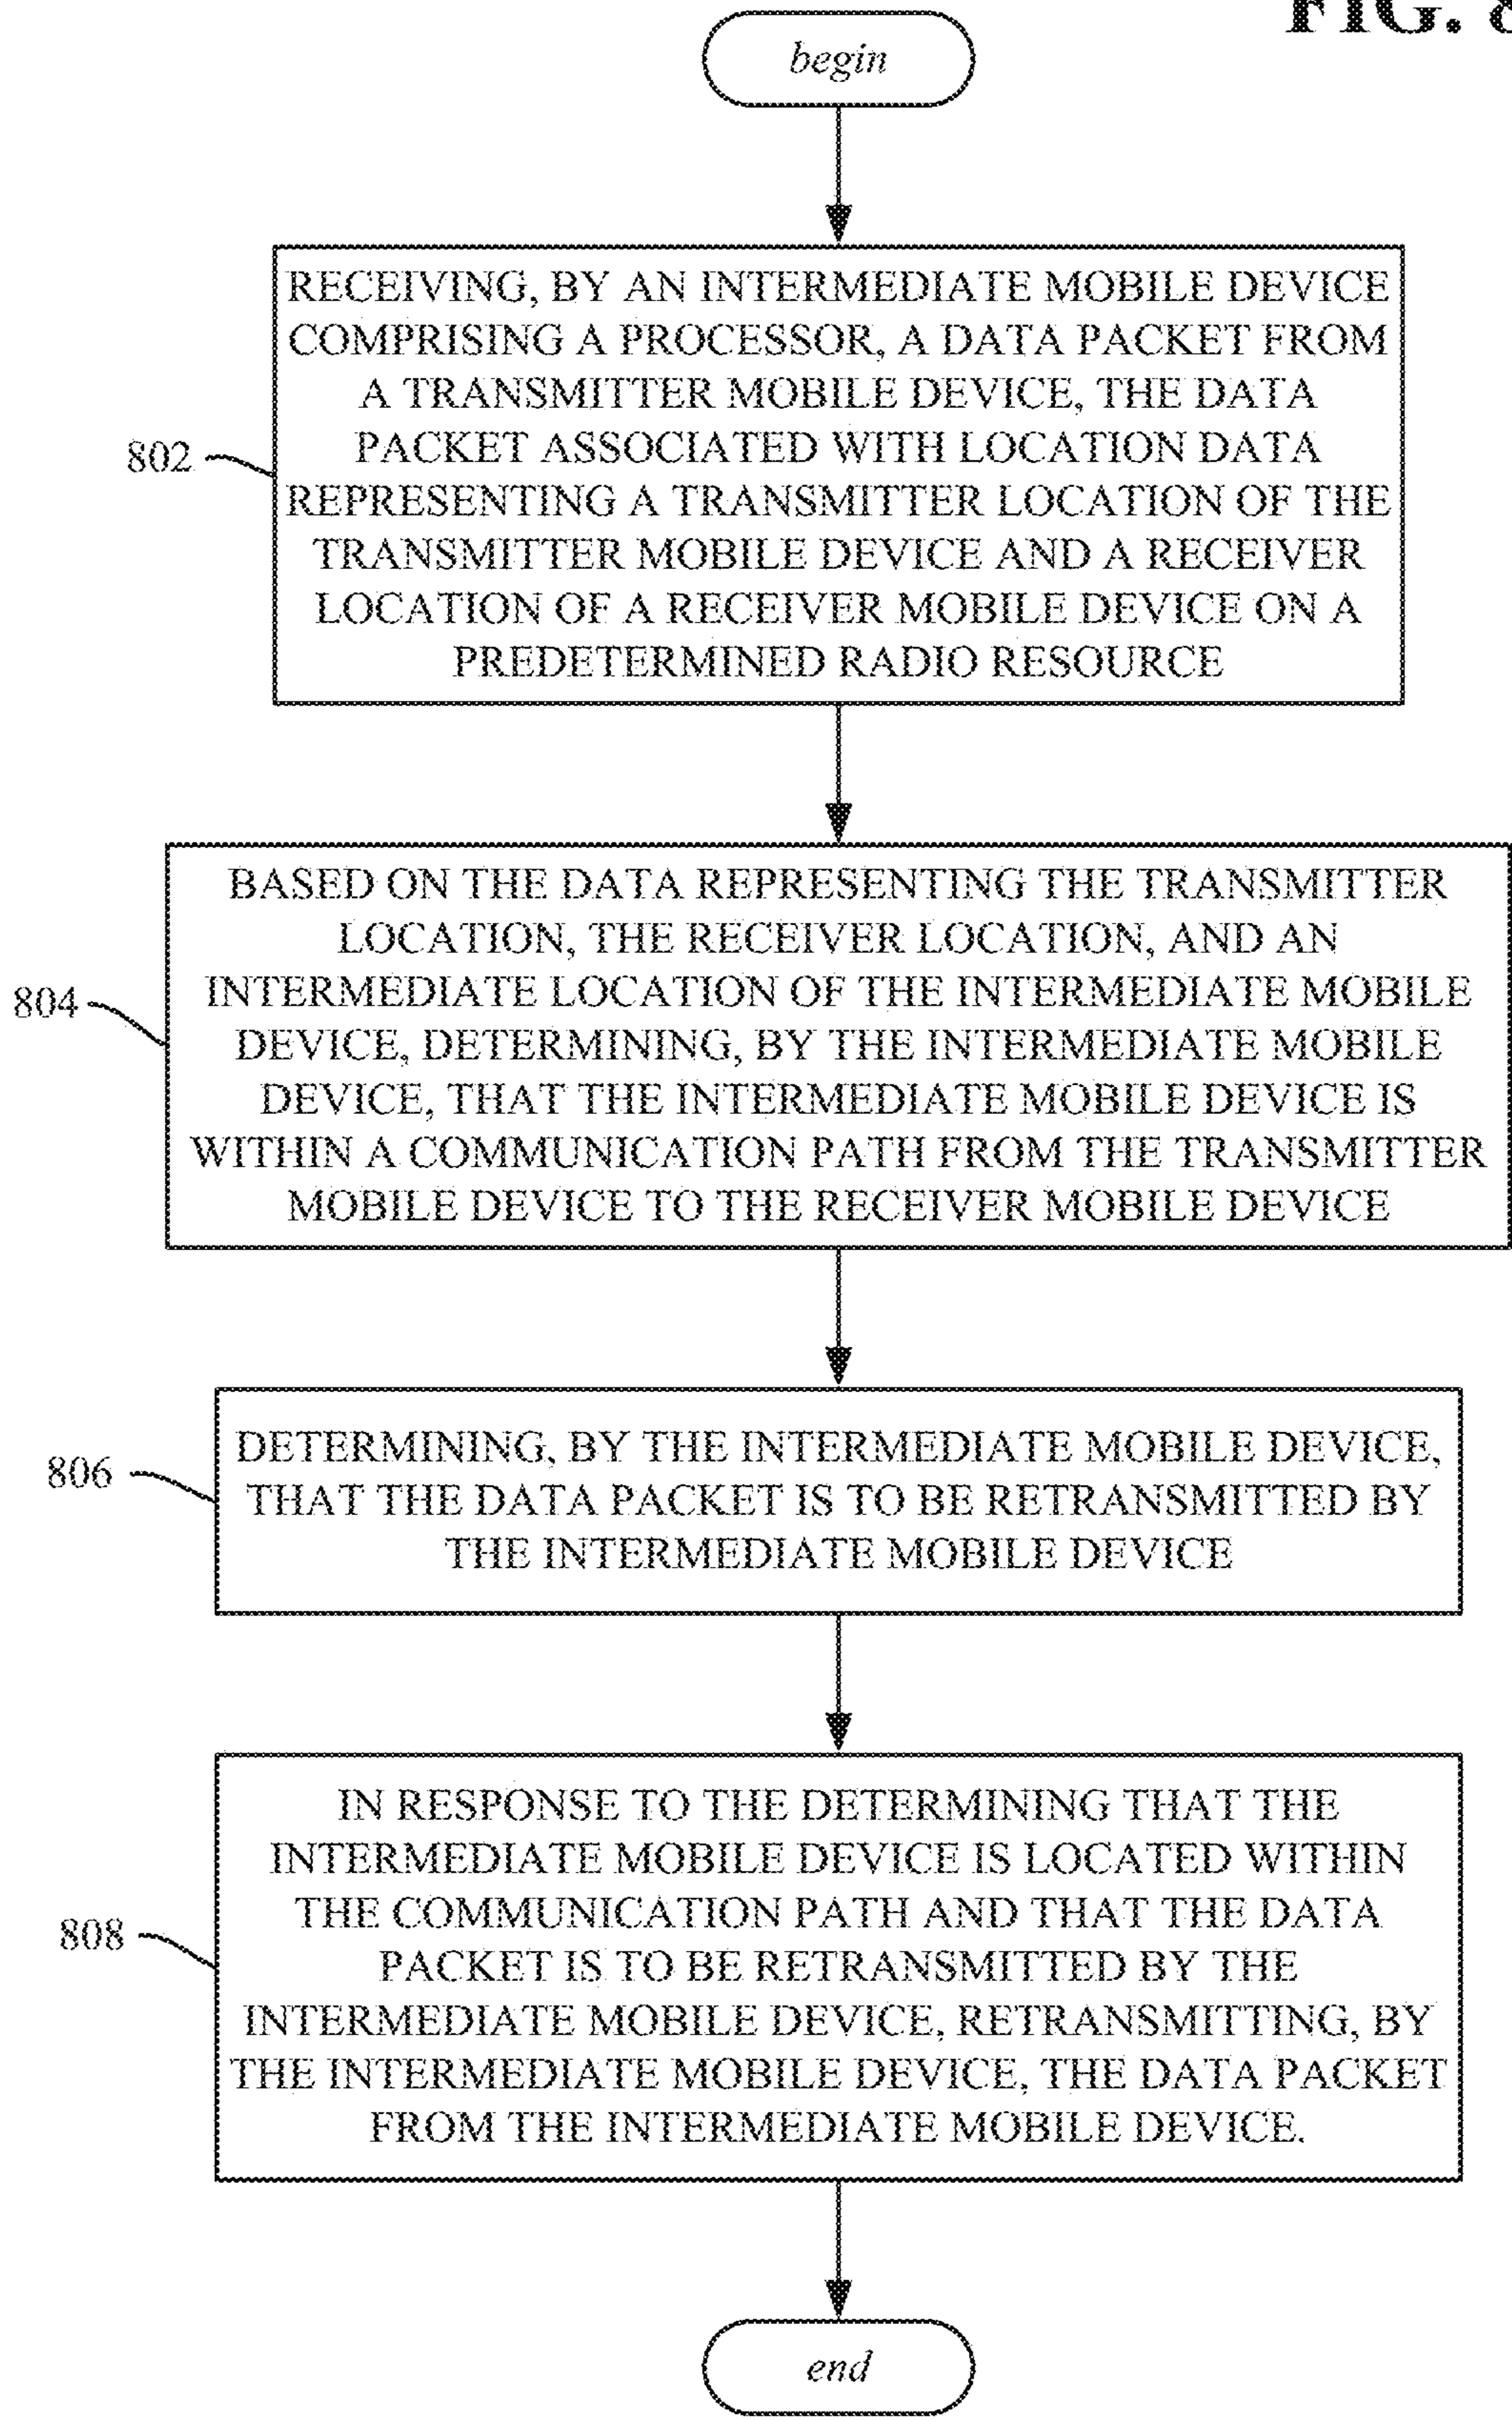 FIG. 8
begin
RECEIVING, BY AN INTERMEDIATE MOBILE DEVICE
COMPRISING A PROCESSOR, A DATA PACKET FROM
A TRANSMITTER MOBILE DEVICE, THE DATA
PACKET ASSOCIATED WITH LOCATION DATA
REPRESENTING A TRANSMITTER LOCATION OF THE
TRANSMITTER MOBILE DEVICE AND A RECEIVER
LOCATION OF A RECEIVER MOBILE DEVICE ON A
PREDETERMINED RADIO RESOURCE
802
BASED ON THE DATA REPRESENTING THE TRANSMITTER
LOCATION, THE RECEIVER LOCATION, AND AN
INTERMEDIATE LOCATION OF THE INTERMEDIATE MOBILE
DEVICE, DETERMINING, BY THE INTERMEDIATE MOBILE
DEVICE, THAT THE INTERMEDIATE MOBILE DEVICE IS
WITHIN A COMMUNICATION PATH FROM THE TRANSMITTER
MOBILE DEVICE TO THE RECEIVER MOBILE DEVICE
804
DETERMINING, BY THE INTERMEDIATE MOBILE DEVICE,
THAT THE DATA PACKET IS TO BE RETRANSMITTED BY
THE INTERMEDIATE MOBILE DEVICE
806
IN RESPONSE TO THE DETERMINING THAT THE
INTERMEDIATE MOBILE DEVICE IS LOCATED WITHIN
THE COMMUNICATION PATH AND THAT THE DATA
PACKET IS TO BE RETRANSMITTED BY THE
INTERMEDIATE MOBILE DEVICE, RETRANSMITTING, BY
THE INTERMEDIATE MOBILE DEVICE, THE DATA PACKET
FROM THE INTERMEDIATE MOBILE DEVICE.
808
end